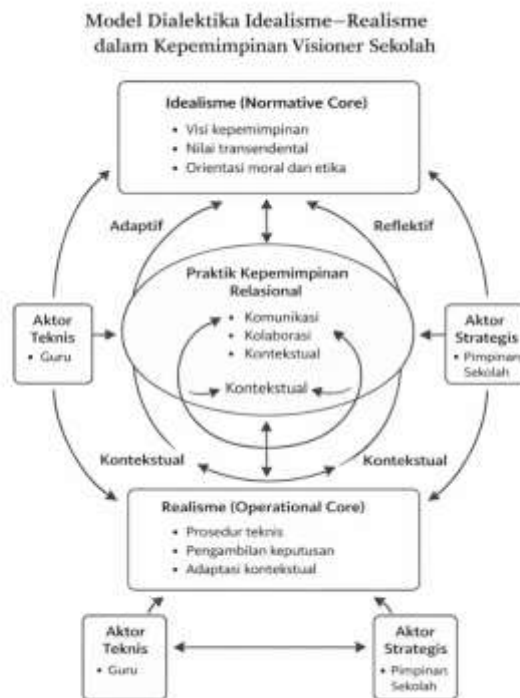 Model Dialektika Idealisme–Realisme
dalam Kepemimpinan Visioner Sekolah
Idealisme (Normative Core)
• Visi kepemimpinan
• Nilai transendental
• Orientasi moral dan etika
Adaptif
Reflektif
Praktik Kepemimpinan
Relasional
• Komunikasi
• Kolaborasi
• Kontekstual
Kontekstual
Aktor
Teknis
• Guru
Aktor
Strategis
• Pimpinan
Sekolah
Kontekstual
Kontekstual
Realisme (Operational Core)
• Prosedur teknis
• Pengambilan keputusan
• Adaptasi kontekstual
Aktor
Teknis
• Guru
Aktor
Strategis
• Pimpinan
Sekolah